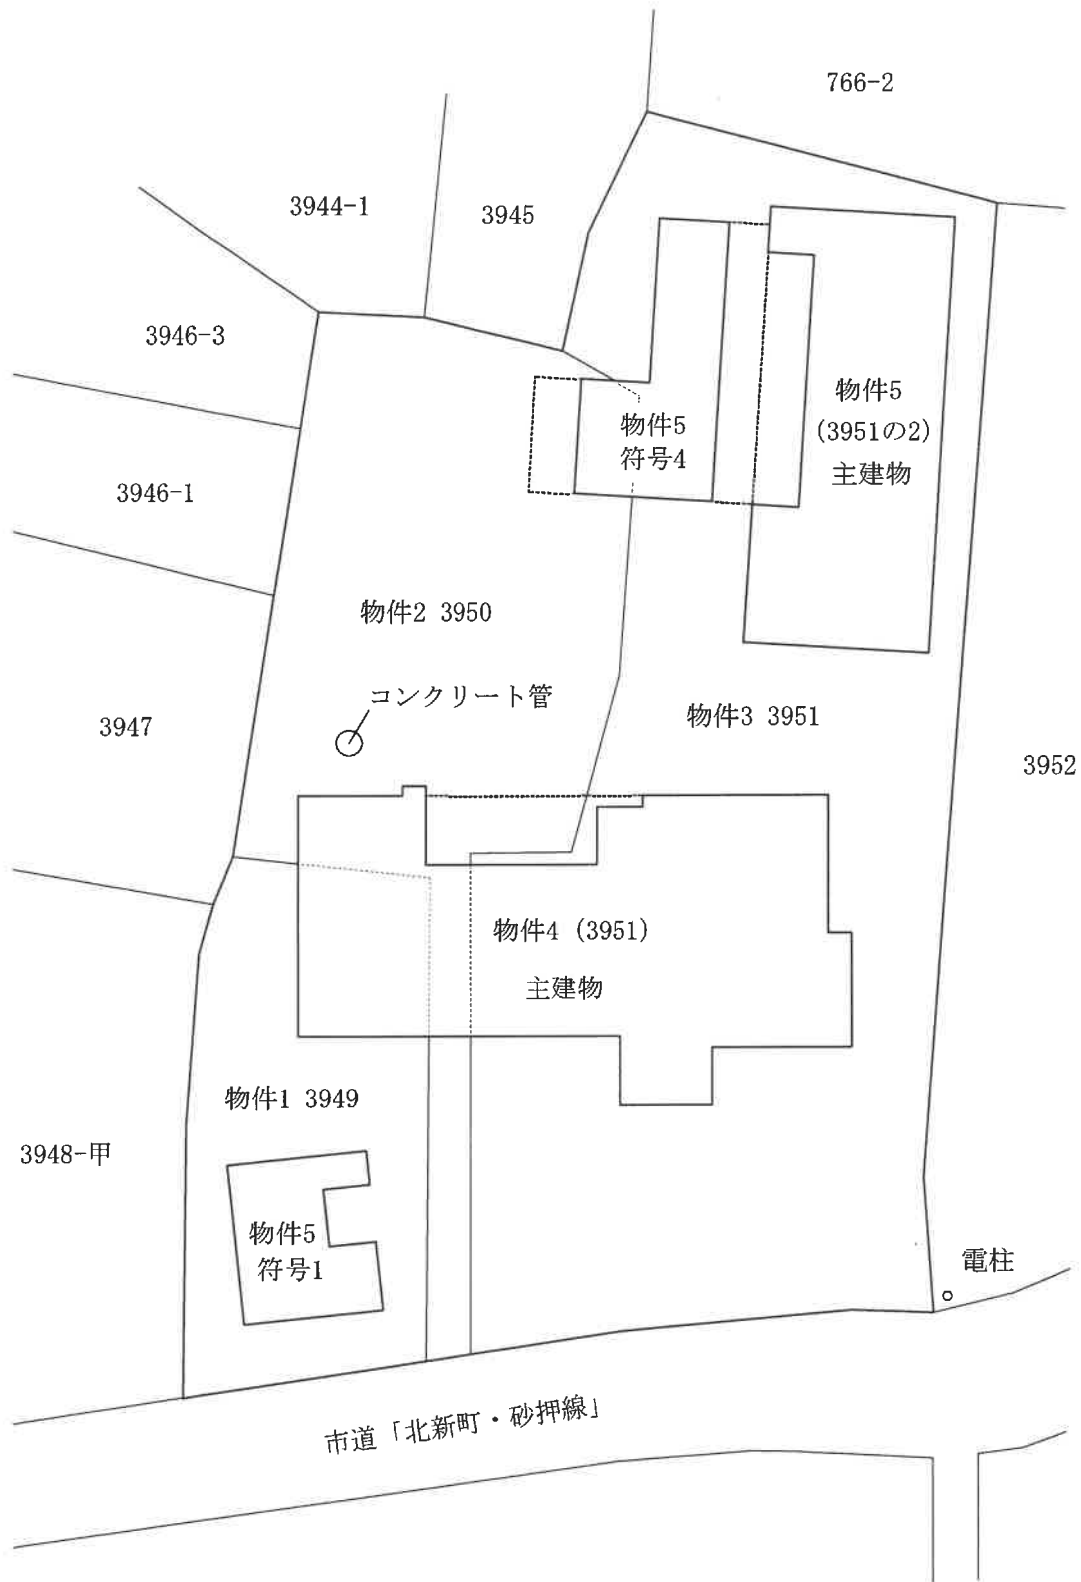 766-2
3944-1
3945
3946-3
物件5
(3951の2)
主建物
物件5
符号4
3946-1
物件2 3950
コンクリート管
物件3 3951
3947
3952
物件4 (3951)
主建物
物件1 3949
3948-甲
物件5
符号1
電柱
市道「北新町・砂押線」